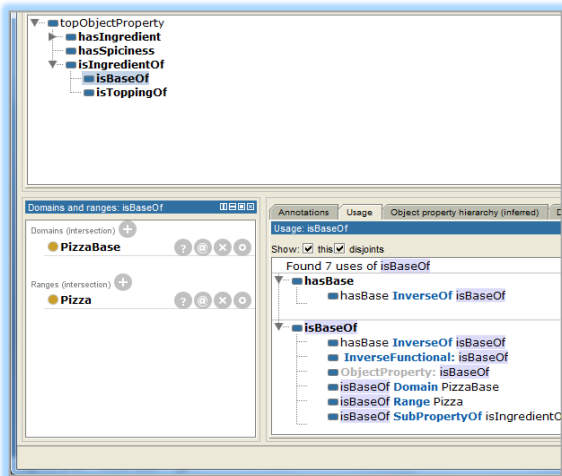 topObjectProperty
hasIngredient
hasSpiciness
isIngredientOf
isBaseOf
isToppingOf
Domains and ranges: isBaseOf
Domains (intersection)
PizzaBase
? @ X O
Ranges (intersection)
Pizza
? @ X O
Annotations Usage Object property hierarchy (inferred) D
Usage: isBaseOf
Show: this disjoints
Found 7 uses of isBaseOf
hasBase
hasBase InverseOf isBaseOf
isBaseOf
hasBase InverseOf isBaseOf
InverseFunctional: isBaseOf
ObjectProperty: isBaseOf
isBaseOf Domain PizzaBase
isBaseOf Range Pizza
isBaseOf SubPropertyOf isIngredientO